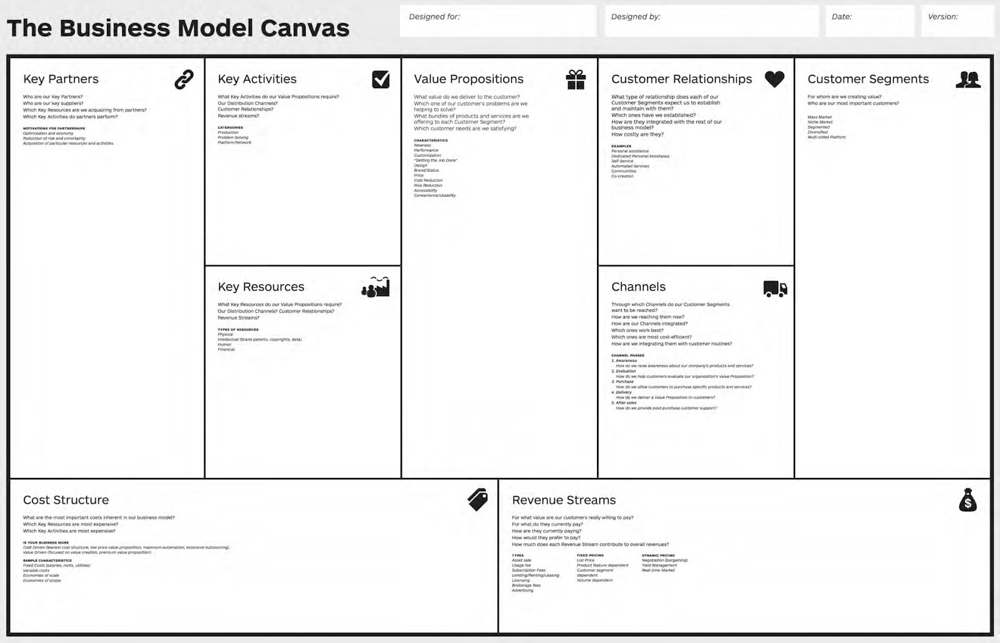 The Business Model Canvas
Designed for:
Designed by:
Date:
Version:
Key Partners
Who are our Key Partners?
Who are our key suppliers?
Which Key Resources are we acquairing from partners?
Which Key Activities do partners perform?
MOTIVATIONS FOR PARTNERSHIPS
Optimization and economy
Reduction of risk and uncertainty
Acquisition of particular resources and activities
Key Activities
What Key Activities do our Value Propositions require?
Our Distribution Channels?
Customer Relationships?
Revenue streams?
CATERGORIES
Production
Problem Solving
Platform/Network
Key Resources
What Key Resources do our Value Propositions require?
Our Distribution Channels? Customer Relationships?
Revenue Streams?
TYPES OF RESOURCES
Physical
Intellectual (brand patents, copyrights, data)
Human
Financial
Value Propositions
What value do we deliver to the customer?
Which one of our customer's problems are we
helping to solve?
What bundles of products and services are we
offering to each Customer Segment?
Which customer needs are we satisfying?
CHARACTERISTICS
Newness
Performance
Customization
"Getting the Job Done"
Design
Brand/Status
Price
Cost Reduction
Risk Reduction
Accessibility
Convenience/Usability
Customer Relationships
What type of relationship does each of our
Customer Segments expect us to establish
and maintain with them?
Which ones have we established?
How are they integrated with the rest of our
business model?
How costly are they?
EXAMPLES
Personal assistance
Dedicated Personal Assistance
Self-Service
Automated Services
Communities
Co-creation
Channels
Through which Channels do our Customer Segments
want to be reached?
How are we reaching them now?
How are our Channels integrated?
Which ones work best?
Which ones are most cost-efficient?
How are we integrating them with customer routines?
CHANNEL PHASES
1. Awareness
How do we raise awareness about our company's products and services?
2. Evaluation
How do we help customers evaluate our organization's Value Proposition?
3. Purchase
How do we allow customers to purchase specific products and services?
4. Delivery
How do we deliver a Value Proposition to customers?
5. After sales
How do we provide post-purchase customer support?
Customer Segments
For whom are we creating value?
Who are our most important customers?
Mass Market
Niche Market
Segmented
Diversified
Multi-sided Platform
Cost Structure
What are the most important costs inherent in our business model?
Which Key Resources are most expensive?
Which Key Activities are most expensive?
IS YOUR BUSINESS MORE
Cost Driven (leanest cost structure, low price value proposition, maximum automation, extensive outsourcing)
Value Driven (focused on value creation, premium value proposition)
SAMPLE CHARACTERISTICS
Fixed Costs (salaries, rents, utilities)
Variable costs
Economies of scale
Economies of scope
Revenue Streams
For what value are our customers really willing to pay?
For what do they currently pay?
How are they currently paying?
How would they prefer to pay?
How much does each Revenue Stream contribute to overall revenues?
TYPES
Asset sale
Usage fee
Subscription Fees
Lending/Renting/Leasing
Licensing
Brokerage fees
Advertising
FIXED PRICING
List Price
Product feature dependent
Customer segment
dependent
Volume dependent
DYNAMIC PRICING
Negotiation (bargaining)
Yield Management
Real-time-Market
$